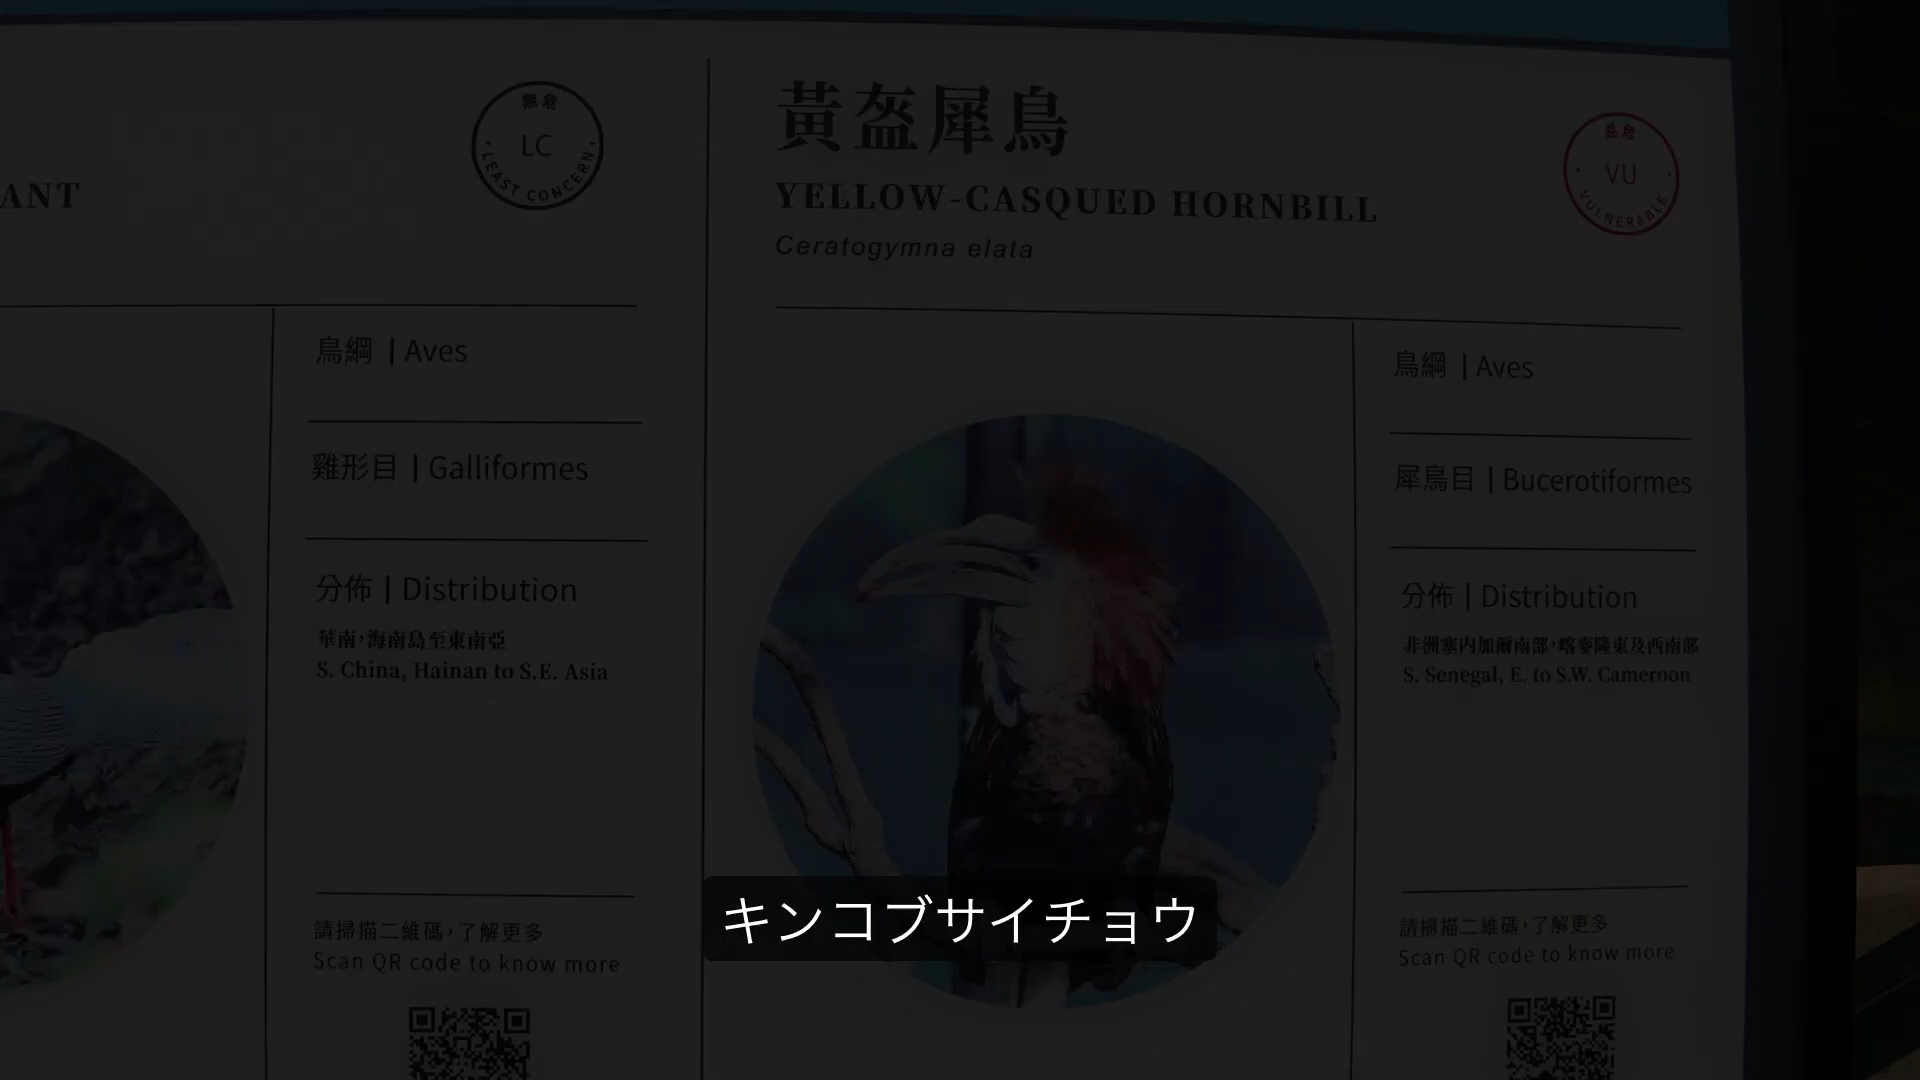 ANT
無危
LC
LEAST CONCERN
鳥綱 | Aves
雞形目 | Galliformes
分佈 | Distribution
華南，海南島至東南亞
S. China, Hainan to S.E. Asia
請掃描二維碼，了解更多
Scan QR code to know more
黃盔犀鳥
YELLOW-CASQUED HORNBILL
Ceratogymna elata
VU
VULNERABLE
鳥綱 | Aves
犀鳥目 | Bucerotiformes
分佈 | Distribution
非洲塞內加爾南部，喀麥隆東及西南部
S. Senegal, E. to S.W. Cameroon
請掃描二維碼，了解更多
Scan QR code to know more
キンコブサイチョウ